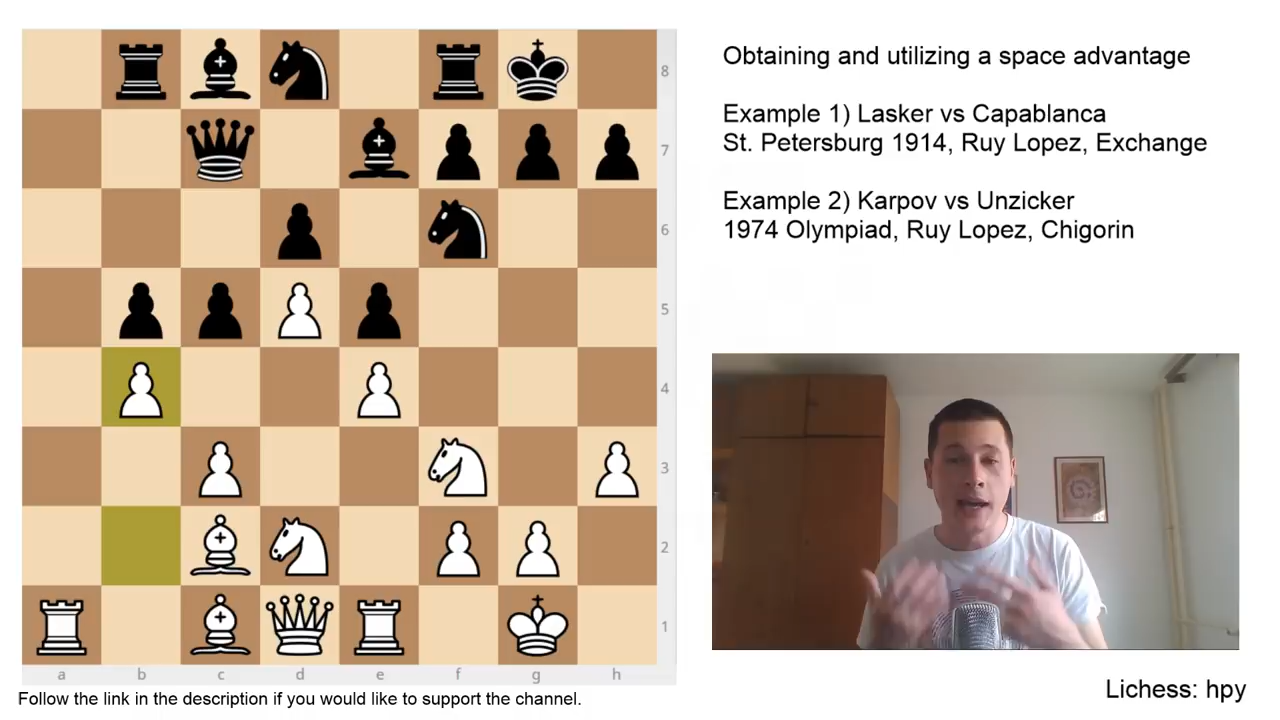 Obtaining and utilizing a space advantage
Example 1) Lasker vs Capablanca
St. Petersburg 1914, Ruy Lopez, Exchange
Example 2) Karpov vs Unzicker
1974 Olympiad, Ruy Lopez, Chigorin
8
7
6
5
4
3
2
1
a b c d e f g h
Follow the link in the description if you would like to support the channel.
Lichess: hpy